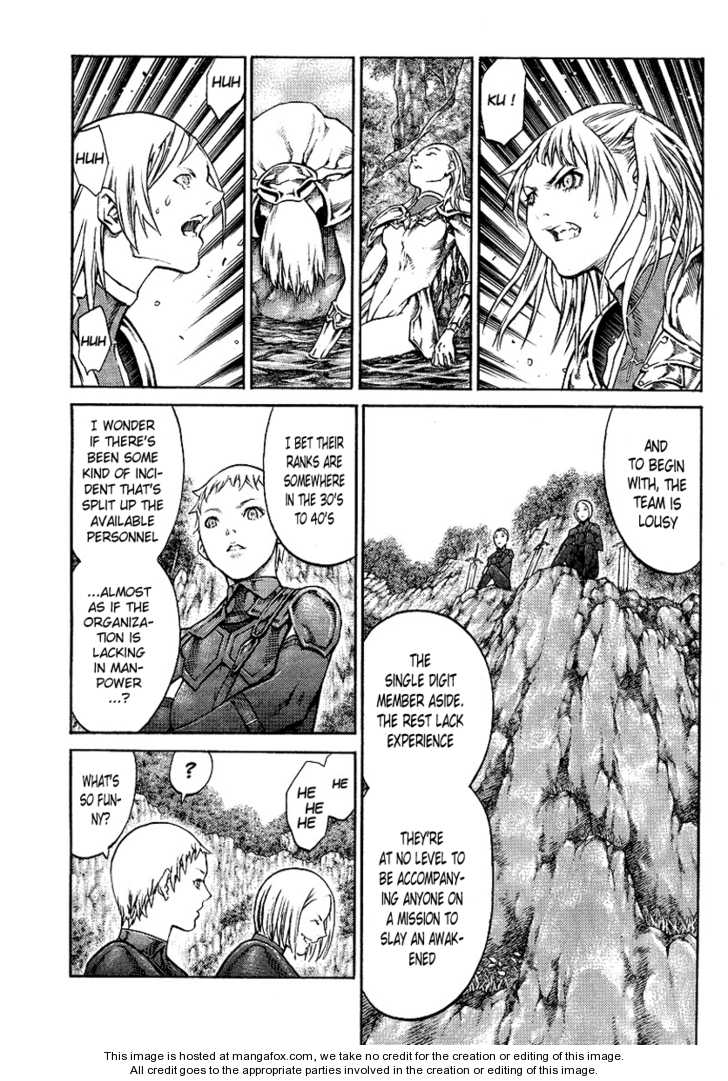 KU !
HUH
HUH
HUH
AND
TO BEGIN
WITH, THE
TEAM IS
LOUSY
THE
SINGLE DIGIT
MEMBER ASIDE.
THE REST LACK
EXPERIENCE
THEY'RE
AT NO LEVEL TO
BE ACCOMPANY-
ING ANYONE ON
A MISSION TO
SLAY AN AWAK-
ENED
I BET THEIR
RANKS ARE
SOMEWHERE
IN THE 30'S
TO 40'S
I WONDER
IF THERE'S
BEEN SOME
KIND OF INCI-
DENT THAT'S
SPLIT UP THE
AVAILABLE
PERSONNEL
...ALMOST
AS IF THE
ORGANIZA-
TION IS
LACKING
IN MAN-
POWER
...?
HE
HE
HE
HE
?
WHAT'S
SO FUN-
NY?
This image is hosted at mangafox.com, we take no credit for the creation or editing of this image.
All credit goes to the appropriate parties involved in the creation or editing of this image.